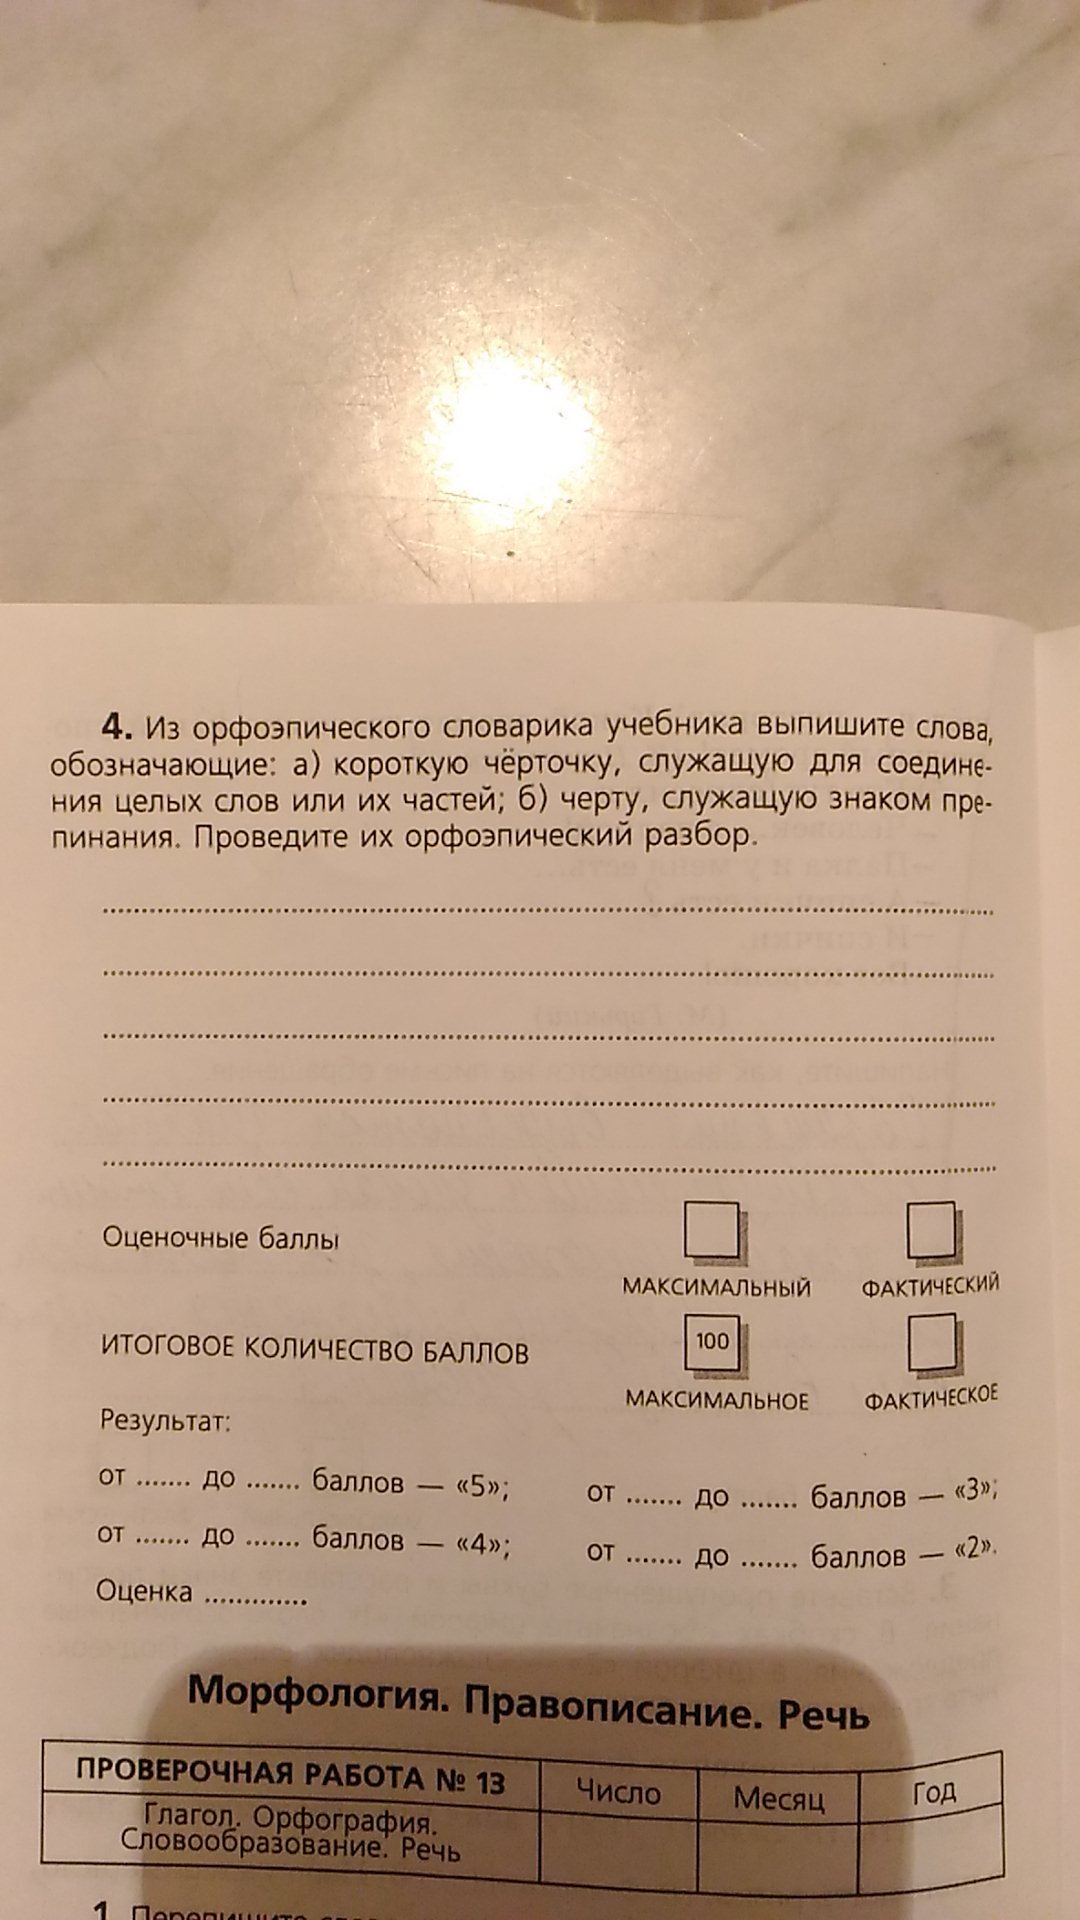 4. Из орфоэпического словарика учебника выпишите слова,
обозначающие: а) короткую чёрточку, служащую для соедине-
ния целых слов или их частей; б) черту, служащую знаком пре-
пинания. Проведите их орфоэпический разбор.
Оценочные баллы
МАКСИМАЛЬНЫЙ ФАКТИЧЕСКИЙ
ИТОГОВОЕ КОЛИЧЕСТВО БАЛЛОВ 100
МАКСИМАЛЬНОЕ ФАКТИЧЕСКОЕ
Результат:
от ....... до ....... баллов — «5»; от ....... до ....... баллов — «3»;
от ....... до ....... баллов — «4»; от ....... до ....... баллов — «2».
Оценка .............
Морфология. Правописание. Речь
ПРОВЕРОЧНАЯ РАБОТА № 13 Число Месяц Год
Глагол. Орфография.
Словообразование. Речь
1. Перепишите